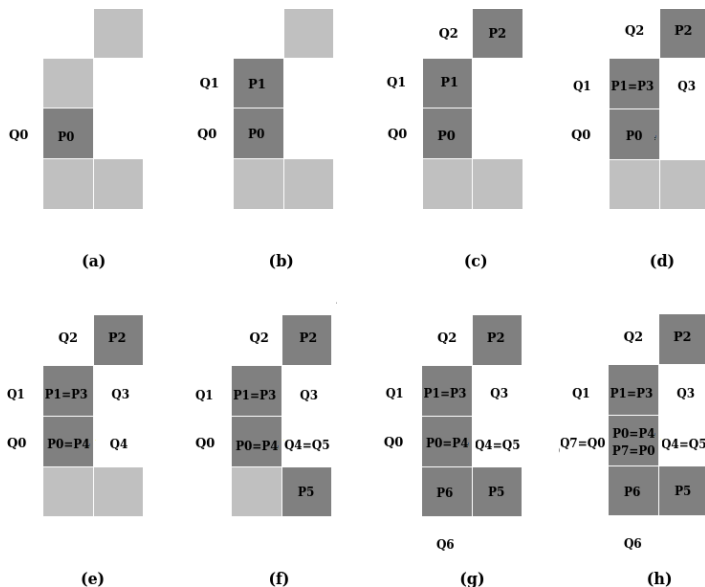 Q2 P2 Q2 P2
Q1 P1 Q1 P1 Q1 P1=P3 Q3
Q0 P0 Q0 P0 Q0 P0 Q0 P0
(a) (b) (c) (d)
Q2 P2 Q2 P2 Q2 P2 Q2 P2
Q1 P1=P3 Q3 Q1 P1=P3 Q3 Q1 P1=P3 Q3 Q1 P1=P3 Q3
Q0 P0=P4 Q4 Q0 P0=P4 Q4=Q5 Q0 P0=P4 Q4=Q5 Q7=Q0 P0=P4 Q4=Q5
P7=P0
P5 P6 P5 P6 P5
Q6 Q6
(e) (f) (g) (h)